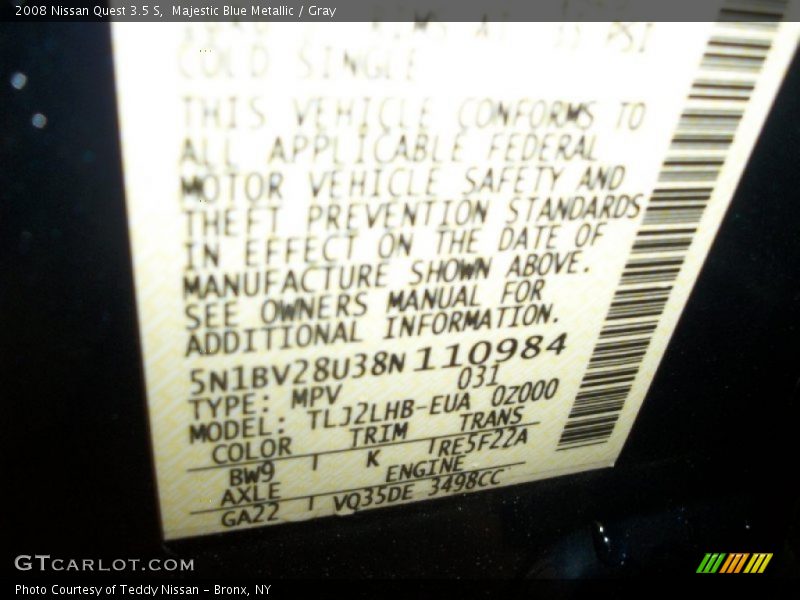 2008 Nissan Quest 3.5 S,  Majestic Blue Metallic / Gray
PSI
COLD SINGLE
THIS VEHICLE CONFORMS TO
ALL APPLICABLE FEDERAL
MOTOR VEHICLE SAFETY AND
THEFT PREVENTION STANDARDS
IN EFFECT ON THE DATE OF
MANUFACTURE SHOWN ABOVE.
SEE OWNERS MANUAL FOR
ADDITIONAL INFORMATION.
5N1BV28U38N110984
TYPE: MPV 031
MODEL: TLJ2LHB-EUA 0Z000
COLOR TRIM TRANS
BW9 K RE5F22A
AXLE ENGINE
GA22 VQ35DE 3498CC
GTCARLOT.COM
Photo Courtesy of Teddy Nissan - Bronx, NY